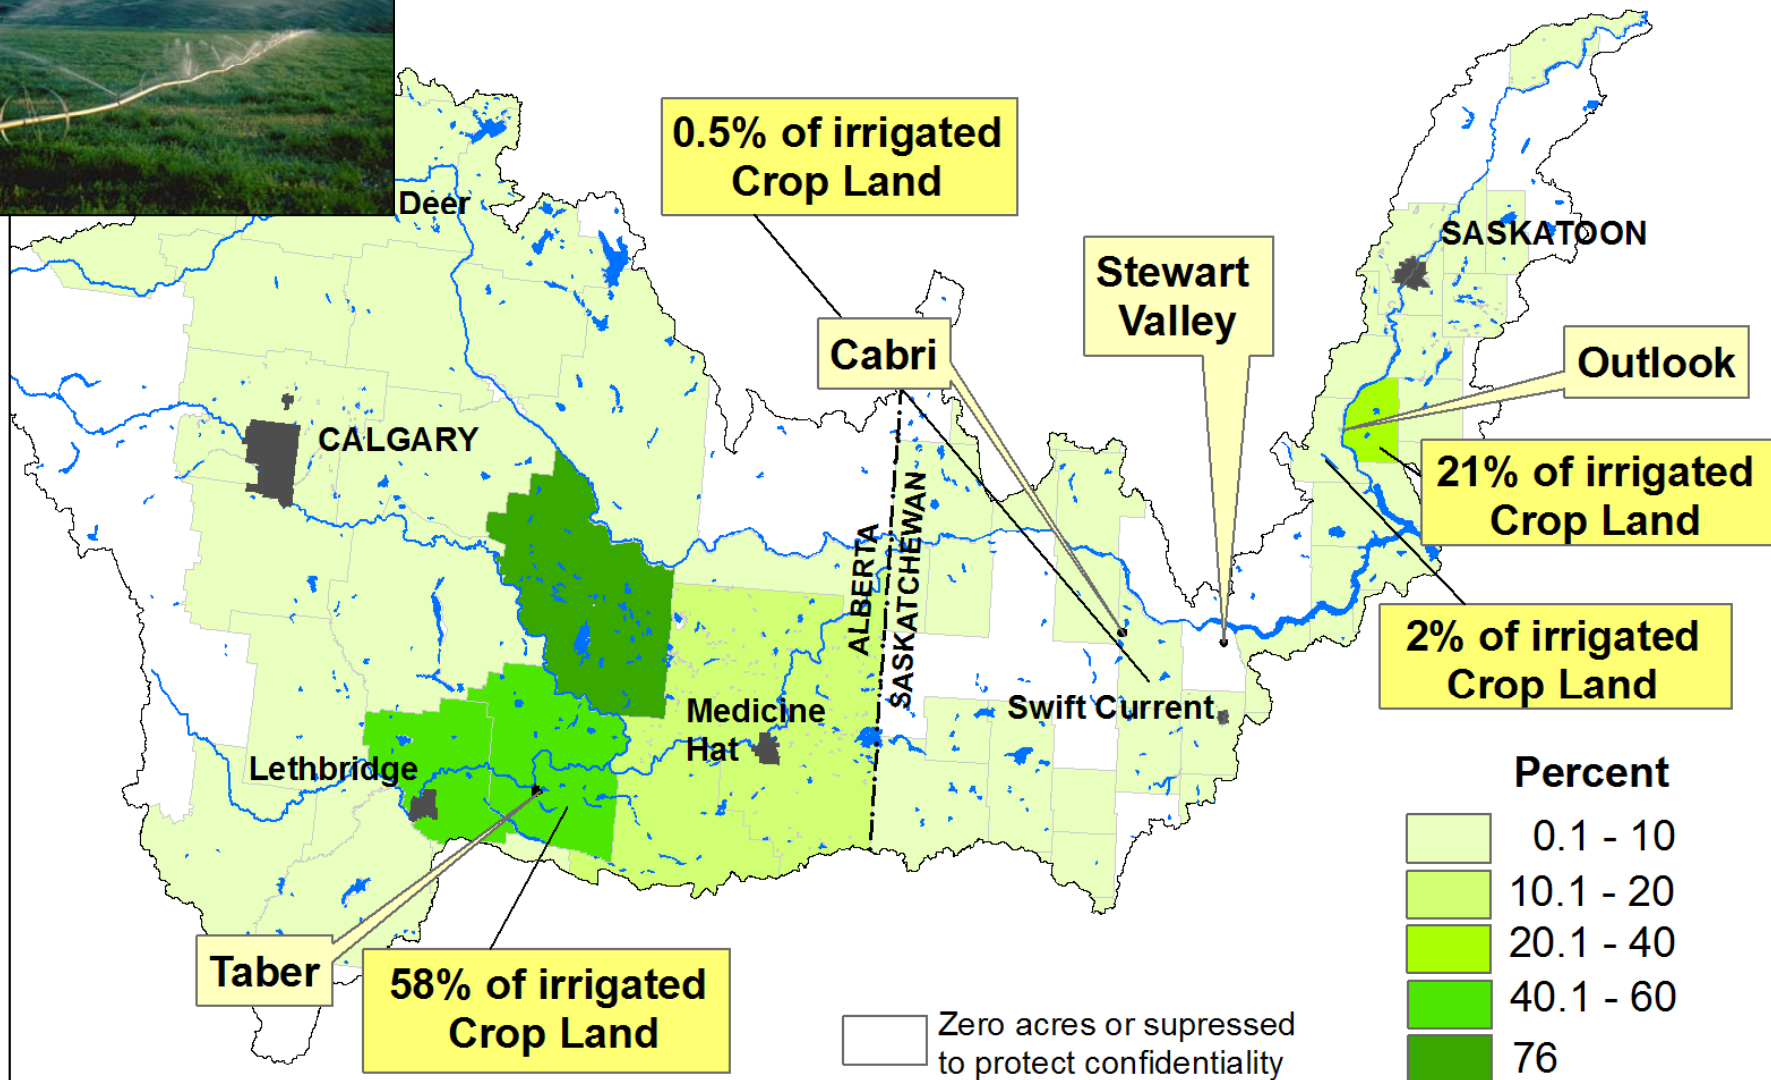 Deer
0.5% of irrigated
Crop Land
SASKATOON
Stewart
Valley
Cabri
Outlook
CALGARY
21% of irrigated
Crop Land
ALBERTA
SASKATCHEWAN
2% of irrigated
Crop Land
Medicine
Hat
Swift Current
Lethbridge
Taber
58% of irrigated
Crop Land
Percent
0.1 - 10
10.1 - 20
20.1 - 40
40.1 - 60
76
Zero acres or supressed
to protect confidentiality